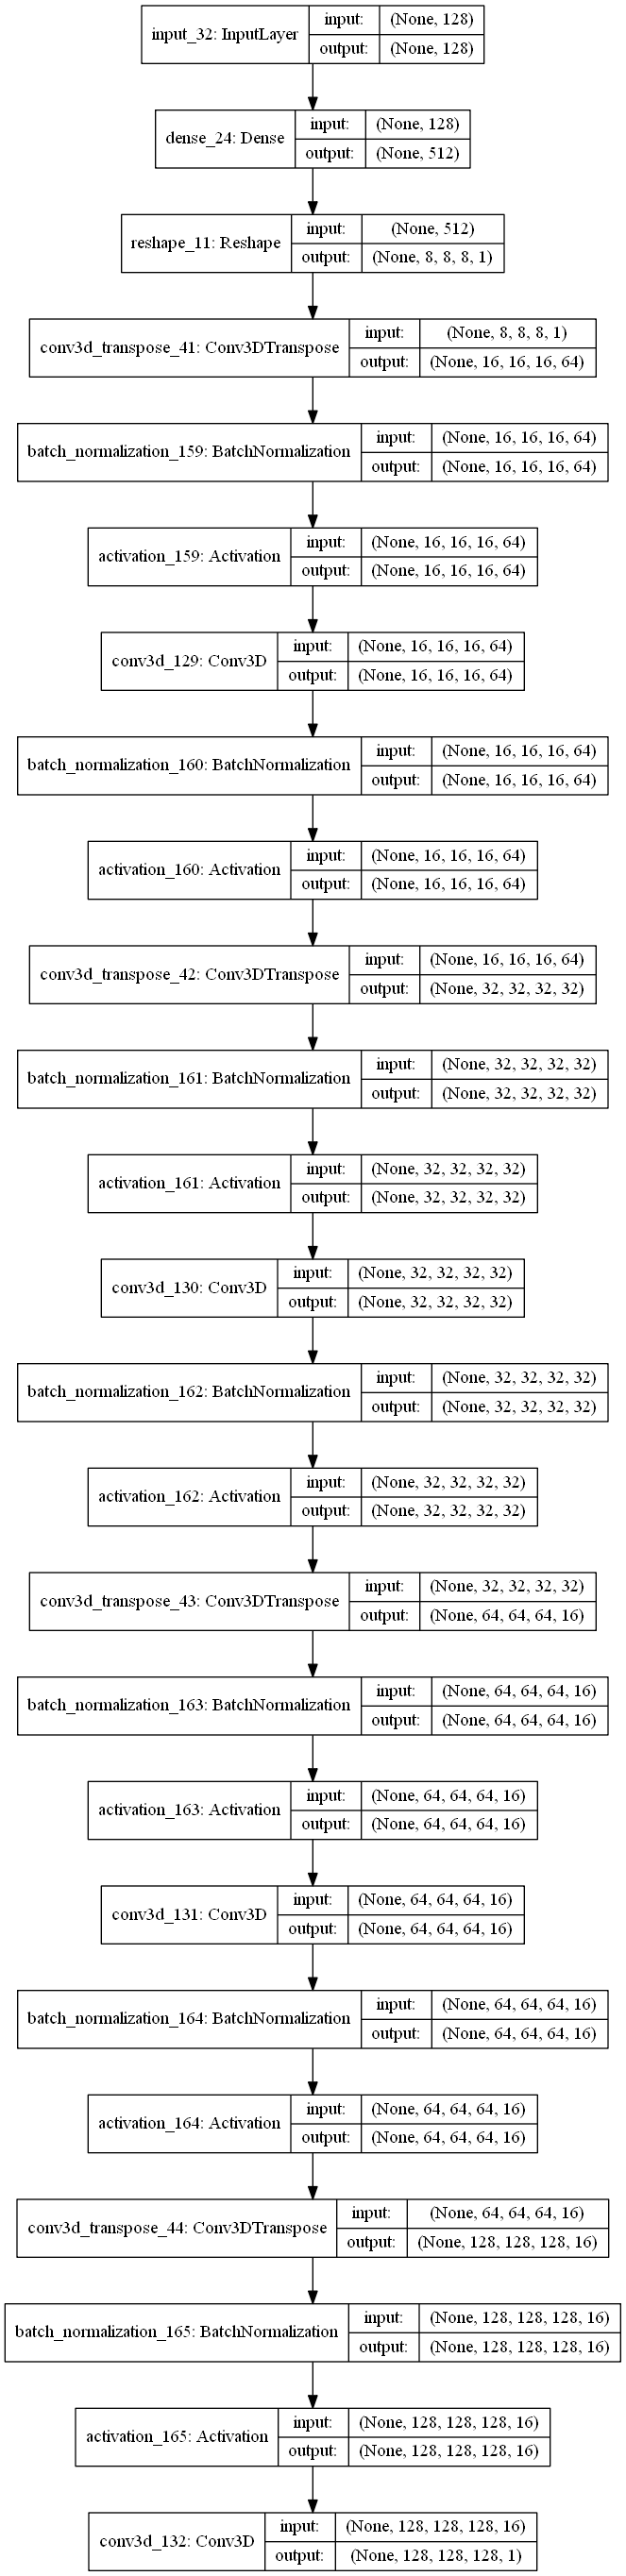 input_32: InputLayer
input: (None, 128)
output: (None, 128)
dense_24: Dense
input: (None, 128)
output: (None, 512)
reshape_11: Reshape
input: (None, 512)
output: (None, 8, 8, 8, 1)
conv3d_transpose_41: Conv3DTranspose
input: (None, 8, 8, 8, 1)
output: (None, 16, 16, 16, 64)
batch_normalization_159: BatchNormalization
input: (None, 16, 16, 16, 64)
output: (None, 16, 16, 16, 64)
activation_159: Activation
input: (None, 16, 16, 16, 64)
output: (None, 16, 16, 16, 64)
conv3d_129: Conv3D
input: (None, 16, 16, 16, 64)
output: (None, 16, 16, 16, 64)
batch_normalization_160: BatchNormalization
input: (None, 16, 16, 16, 64)
output: (None, 16, 16, 16, 64)
activation_160: Activation
input: (None, 16, 16, 16, 64)
output: (None, 16, 16, 16, 64)
conv3d_transpose_42: Conv3DTranspose
input: (None, 16, 16, 16, 64)
output: (None, 32, 32, 32, 32)
batch_normalization_161: BatchNormalization
input: (None, 32, 32, 32, 32)
output: (None, 32, 32, 32, 32)
activation_161: Activation
input: (None, 32, 32, 32, 32)
output: (None, 32, 32, 32, 32)
conv3d_130: Conv3D
input: (None, 32, 32, 32, 32)
output: (None, 32, 32, 32, 32)
batch_normalization_162: BatchNormalization
input: (None, 32, 32, 32, 32)
output: (None, 32, 32, 32, 32)
activation_162: Activation
input: (None, 32, 32, 32, 32)
output: (None, 32, 32, 32, 32)
conv3d_transpose_43: Conv3DTranspose
input: (None, 32, 32, 32, 32)
output: (None, 64, 64, 64, 16)
batch_normalization_163: BatchNormalization
input: (None, 64, 64, 64, 16)
output: (None, 64, 64, 64, 16)
activation_163: Activation
input: (None, 64, 64, 64, 16)
output: (None, 64, 64, 64, 16)
conv3d_131: Conv3D
input: (None, 64, 64, 64, 16)
output: (None, 64, 64, 64, 16)
batch_normalization_164: BatchNormalization
input: (None, 64, 64, 64, 16)
output: (None, 64, 64, 64, 16)
activation_164: Activation
input: (None, 64, 64, 64, 16)
output: (None, 64, 64, 64, 16)
conv3d_transpose_44: Conv3DTranspose
input: (None, 64, 64, 64, 16)
output: (None, 128, 128, 128, 16)
batch_normalization_165: BatchNormalization
input: (None, 128, 128, 128, 16)
output: (None, 128, 128, 128, 16)
activation_165: Activation
input: (None, 128, 128, 128, 16)
output: (None, 128, 128, 128, 16)
conv3d_132: Conv3D
input: (None, 128, 128, 128, 16)
output: (None, 128, 128, 128, 1)